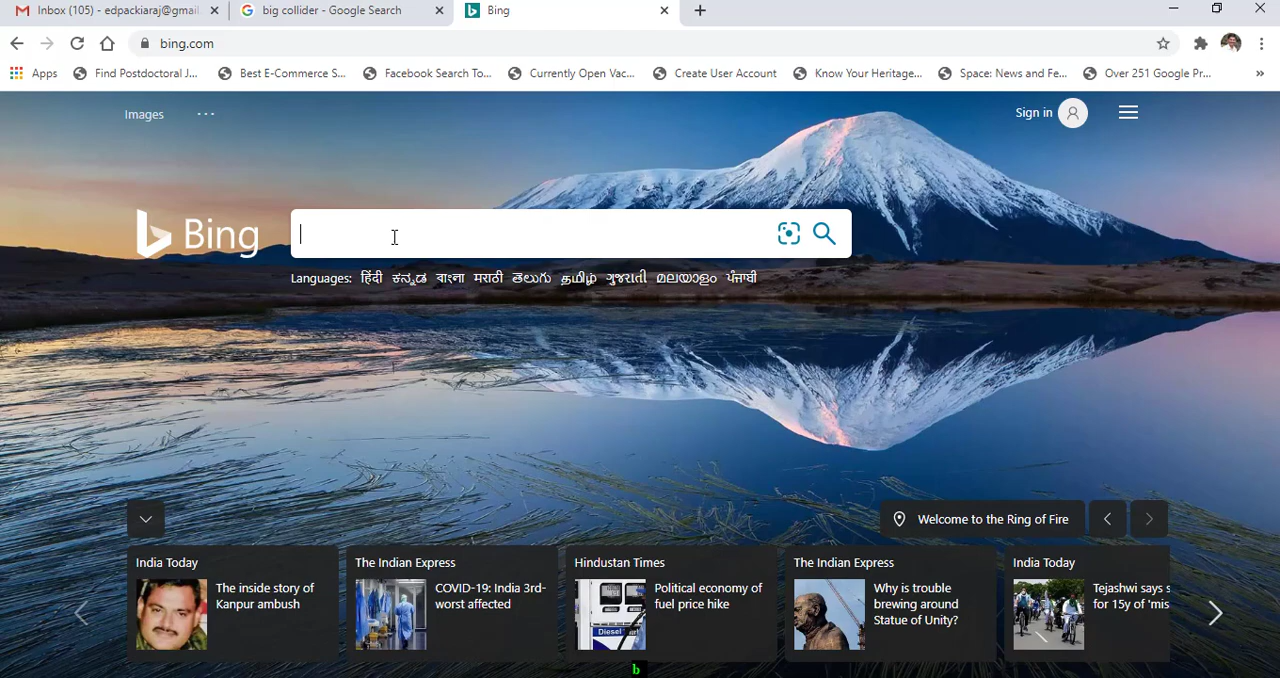 Inbox (105) - edpackiaraj@gmail.
big collider - Google Search
Bing
bing.com
Apps
Find Postdoctoral J...
Best E-Commerce S...
Facebook Search To...
Currently Open Vac...
Create User Account
Know Your Heritage...
Space: News and Fe...
Over 251 Google Pr...
»
Images
...
Sign in
Bing
Languages: हिंदी ಕನ್ನಡ বাংলা मराठी తెలుగు தமிழ் ગુજરાતી മലയാളം ਪੰਜਾਬੀ
Welcome to the Ring of Fire
India Today
The inside story of
Kanpur ambush
The Indian Express
COVID-19: India 3rd-
worst affected
Hindustan Times
Diesel
Political economy of
fuel price hike
The Indian Express
Why is trouble
brewing around
Statue of Unity?
India Today
Tejashwi says s
for 15y of 'mis
b